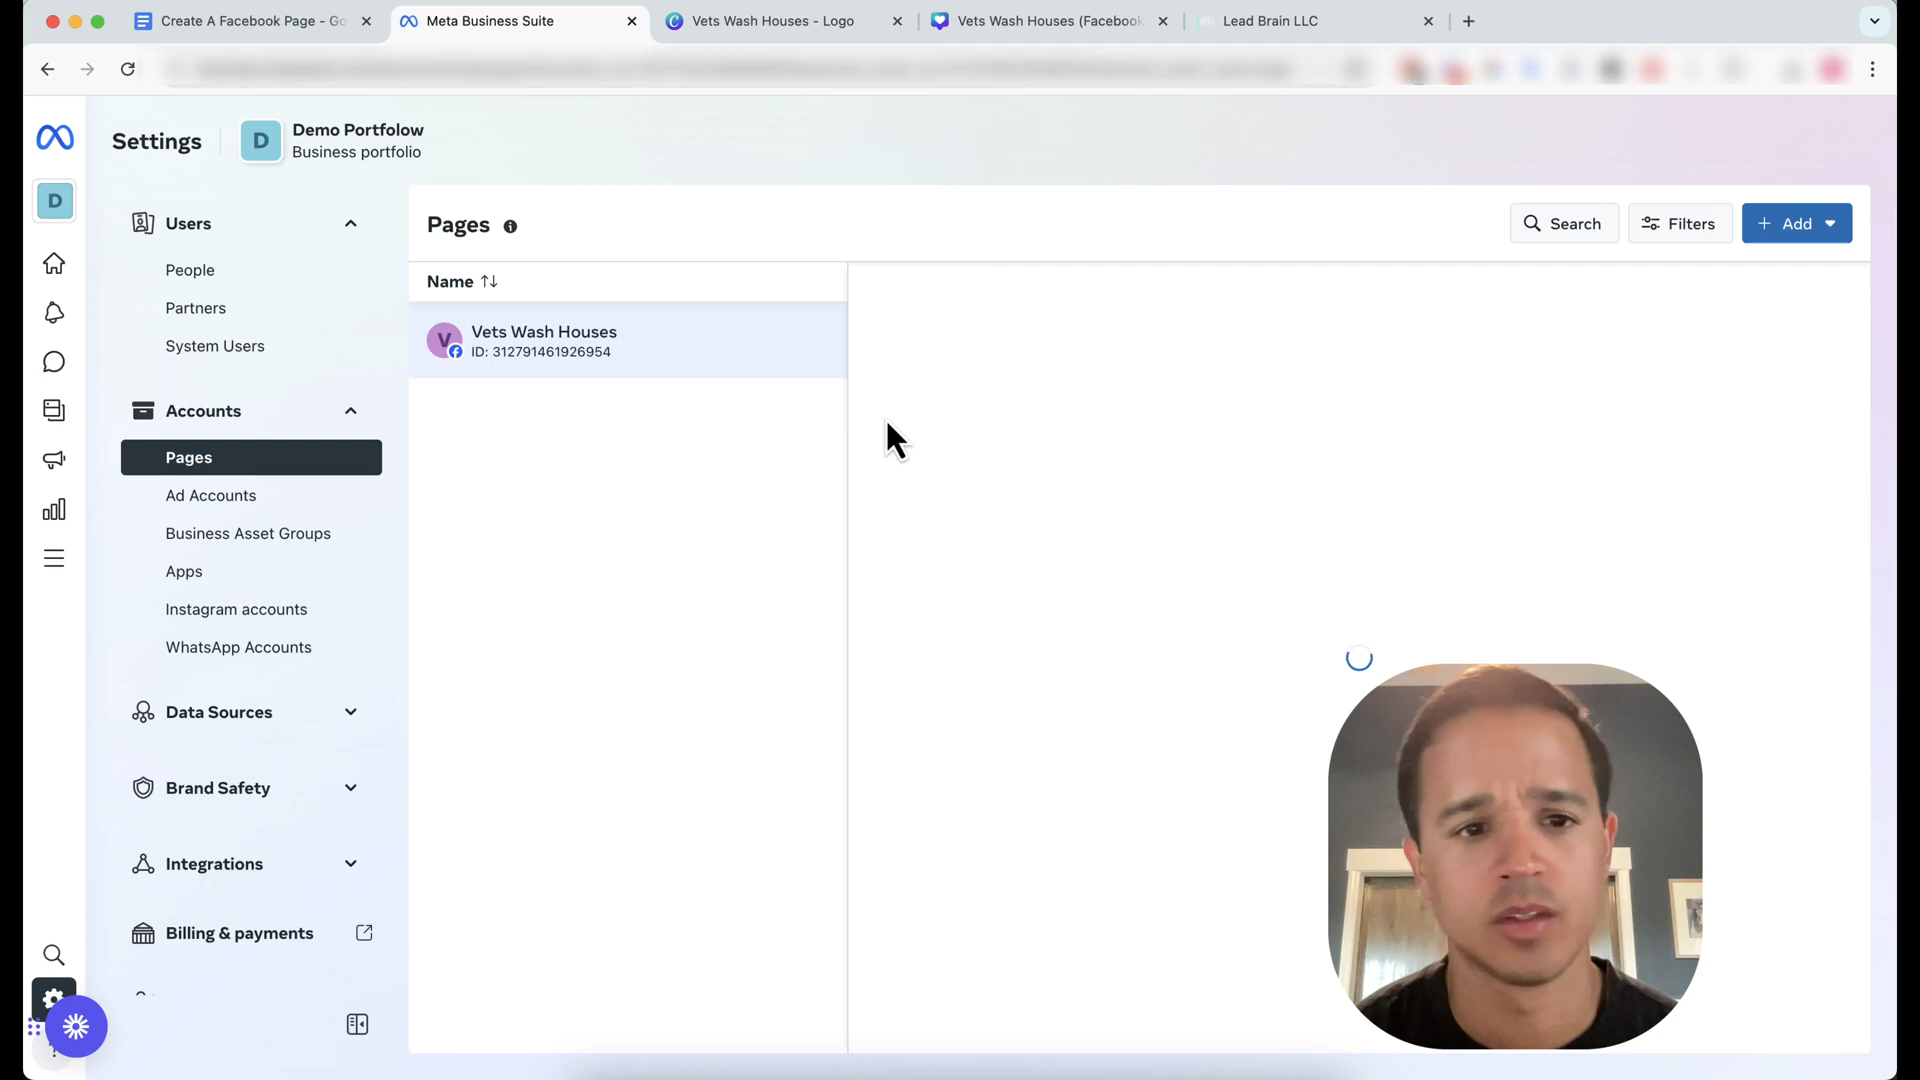 Create A Facebook Page - Go
Meta Business Suite
Vets Wash Houses - Logo
Vets Wash Houses (Facebook
Lead Brain LLC
Settings
D
Demo Portfolow
Business portfolio
D
Users
People
Partners
System Users
Accounts
Pages
Ad Accounts
Business Asset Groups
Apps
Instagram accounts
WhatsApp Accounts
Data Sources
Brand Safety
Integrations
Billing & payments
Pages
Search
Filters
+ Add
Name
V
Vets Wash Houses
ID: 312791461926954